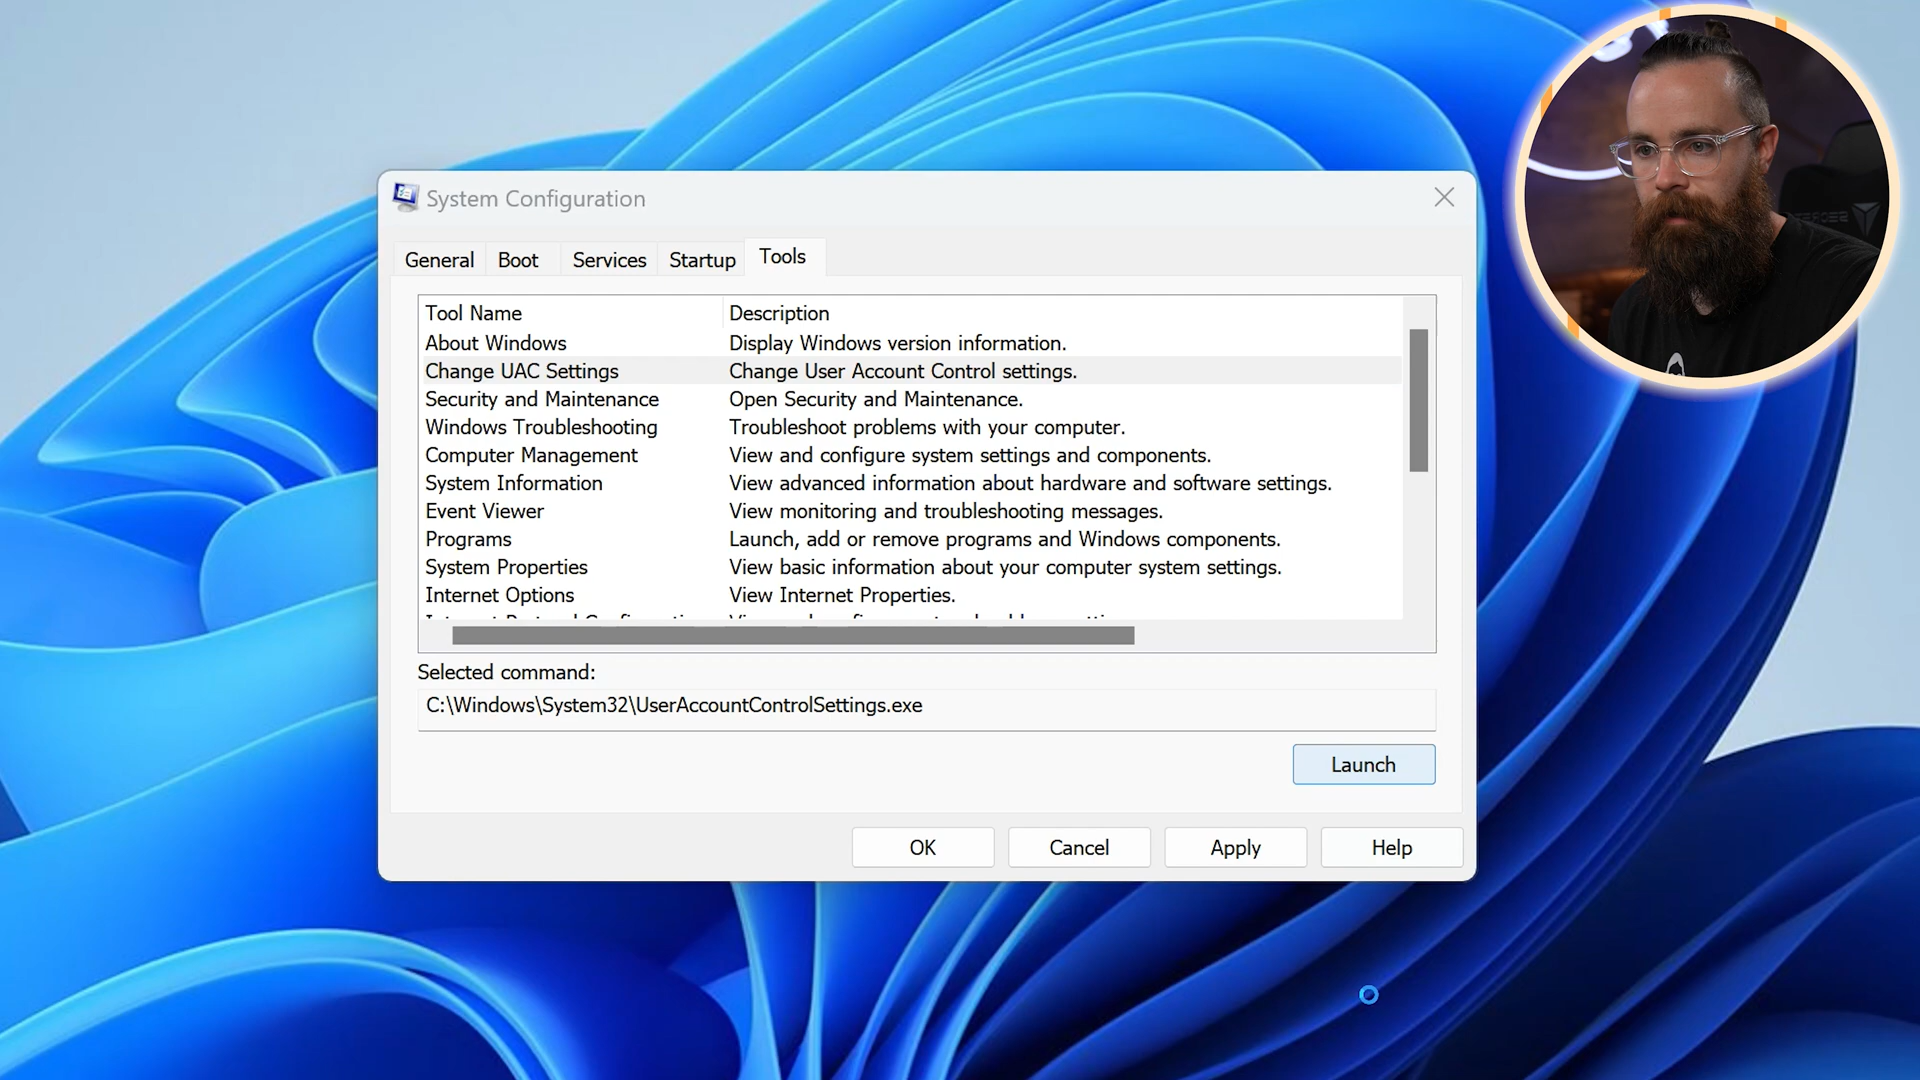 System Configuration
General Boot Services Startup Tools
Tool Name Description
About Windows Display Windows version information.
Change UAC Settings Change User Account Control settings.
Security and Maintenance Open Security and Maintenance.
Windows Troubleshooting Troubleshoot problems with your computer.
Computer Management View and configure system settings and components.
System Information View advanced information about hardware and software settings.
Event Viewer View monitoring and troubleshooting messages.
Programs Launch, add or remove programs and Windows components.
System Properties View basic information about your computer system settings.
Internet Options View Internet Properties.
Selected command:
C:\Windows\System32\UserAccountControlSettings.exe
Launch
OK Cancel Apply Help